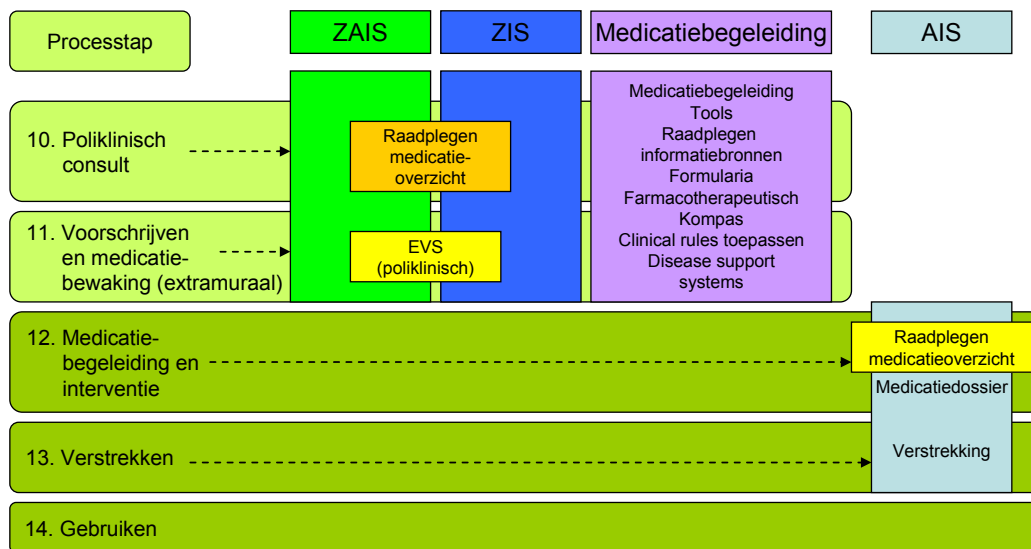 Processtap
ZAIS
ZIS
Medicatiebegeleiding
AIS
10. Poliklinisch
consult
Raadplegen
medicatie-
overzicht
Medicatiebegeleiding
Tools
Raadplegen
informatiebronnen
Formularia
Farmacotherapeutisch
Kompas
Clinical rules toepassen
Disease support
systems
11. Voorschrijven
en medicatie-
bewaking (extramuraal)
EVS
(poliklinisch)
12. Medicatie-
begeleiding en
interventie
Raadplegen
medicatieoverzicht
Medicatiedossier
13. Verstrekken
Verstrekking
14. Gebruiken